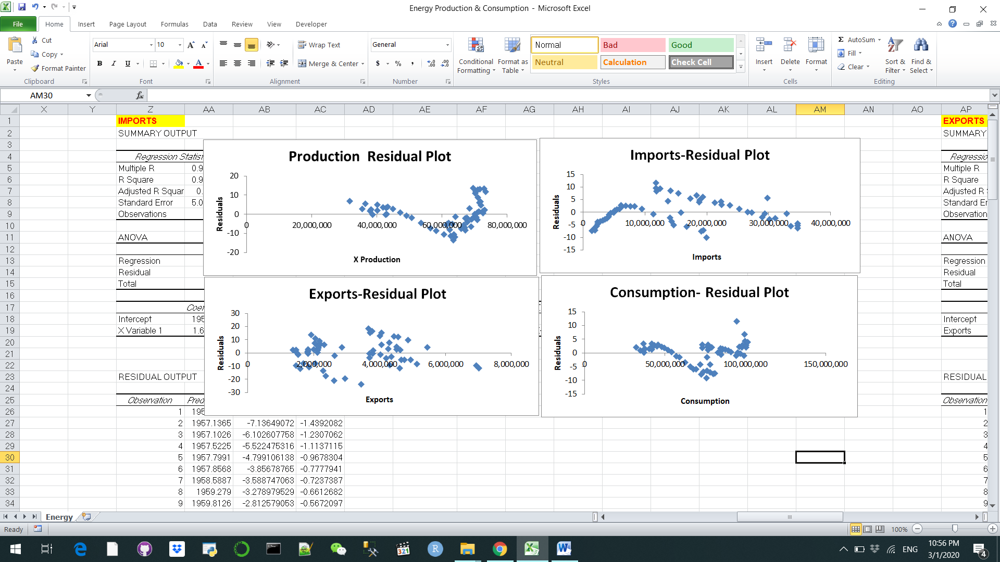 Energy Production & Consumption - Microsoft Excel
File Home Insert Page Layout Formulas Data Review View Developer
Paste
Cut
Copy
Format Painter
Clipboard
Arial 10
B I U A
Font
Wrap Text
Merge & Center
Alignment
General
$ % ,
Number
Conditional Formatting
Format as Table
Normal Bad Good
Neutral Calculation Check Cell
Styles
Insert Delete Format
Cells
AutoSum
Fill
Clear
Sort & Filter
Find & Select
Editing
AM30 fx
X Y Z AA AB AC AD AE AF AG AH AI AJ AK AL AM AN AO AP
1 IMPORTS EXPORTS
2 SUMMARY OUTPUT SUMMARY
3
4 Regression Statist Regressio
5 Multiple R 0.9 Multiple R
6 R Square 0.9 R Square
7 Adjusted R Squar 0. Adjusted R
8 Standard Error 5.0 Standard Er
9 Observations Observation
10
11 ANOVA ANOVA
12
13 Regression Regression
14 Residual Residual
15 Total Total
16
17 Coef
18 Intercept 195 Intercept
19 X Variable 1 1.6 Exports
20
21
22
23 RESIDUAL OUTPUT RESIDUAL
24
25 Observation Pred Observation
26 1 195 1
27 2 1957.1365 -7.13649072 -1.4392082 2
28 3 1957.1026 -6.102607758 -1.2307062 3
29 4 1957.5225 -5.522475316 -1.1137115 4
30 5 1957.7991 -4.799106138 -0.9678304 5
31 6 1957.8568 -3.85678765 -0.7777941 6
32 7 1958.5887 -3.588747063 -0.7237387 7
33 8 1959.279 -3.278979529 -0.6612682 8
34 9 1959.8126 -2.812579053 -0.5672097 9
Production Residual Plot
Residuals
20
10
0
-10
-20
0 20,000,000 40,000,000 60,000,000 80,000,000
X Production
Imports-Residual Plot
Residuals
15
10
5
0
-5
-10
-15
0 10,000,000 20,000,000 30,000,000 40,000,000
Imports
Exports-Residual Plot
Residuals
30
20
10
0
-10
-20
-30
0 2,000,000 4,000,000 6,000,000 8,000,000
Exports
Consumption- Residual Plot
Residuals
15
10
5
0
-5
-10
-15
0 50,000,000 100,000,000 150,000,000
Consumption
Energy
Ready 100%
321 R ENG
10:56 PM
3/1/2020
4